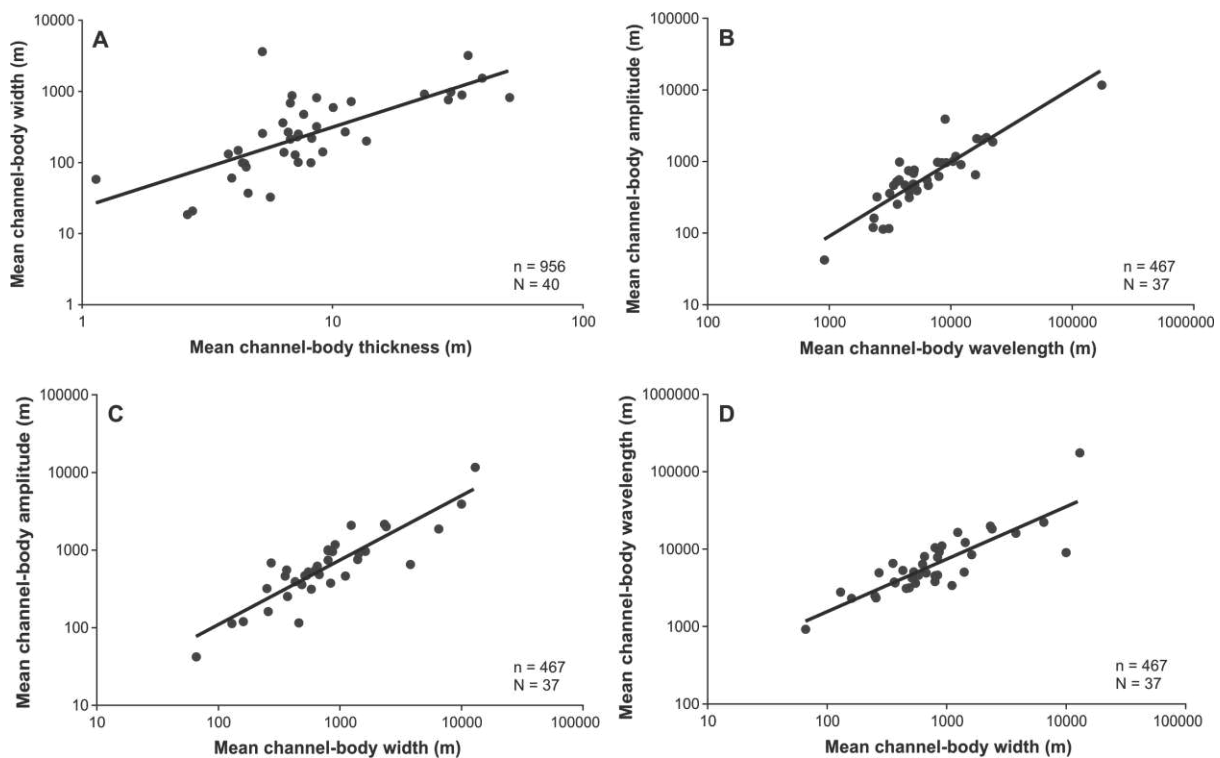 A
Mean channel-body width (m)
10000
1000
100
10
1
1
10
100
Mean channel-body thickness (m)
n = 956
N = 40
B
Mean channel-body amplitude (m)
100000
10000
1000
100
10
100
1000
10000
100000
1000000
Mean channel-body wavelength (m)
n = 467
N = 37
C
Mean channel-body amplitude (m)
100000
10000
1000
100
10
10
100
1000
10000
100000
Mean channel-body width (m)
n = 467
N = 37
D
Mean channel-body wavelength (m)
1000000
100000
10000
1000
100
10
100
1000
10000
100000
Mean channel-body width (m)
n = 467
N = 37